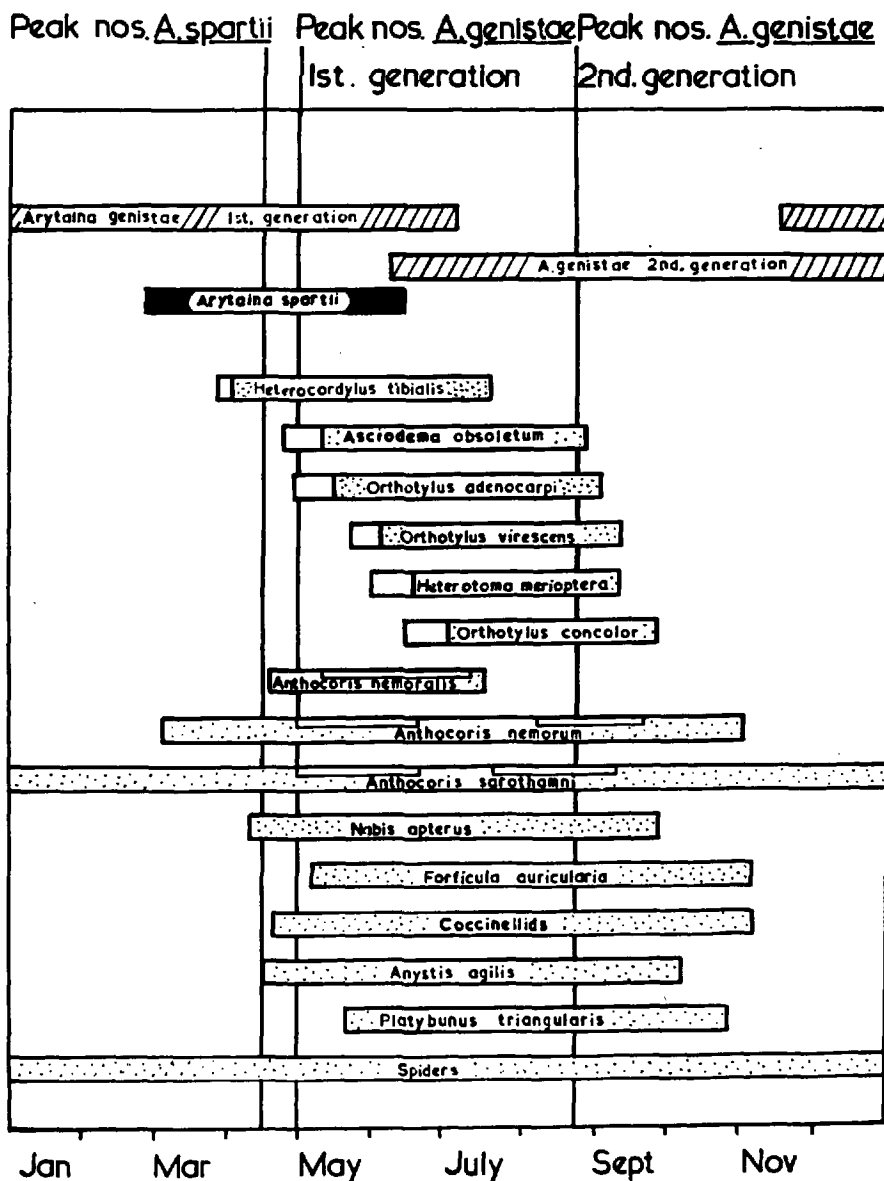 Peak nos. A.spartii Peak nos. A.genistae Peak nos. A.genistae
1st. generation 2nd. generation
Arytaina genistae 1st. generation
A.genistae 2nd. generation
Arytaina spartii
Heterocordylus tibialis
Asciodema obsoletum
Orthotylus adenocarpi
Orthotylus virescens
Heterotoma merioptera
Orthotylus concolor
Anthocoris nemoralis
Anthocoris nemorum
Anthocoris sarothamni
Nabis apterus
Forficula auricularia
Coccinellids
Anystis agilis
Platybunus triangularis
Spiders
Jan Mar May July Sept Nov